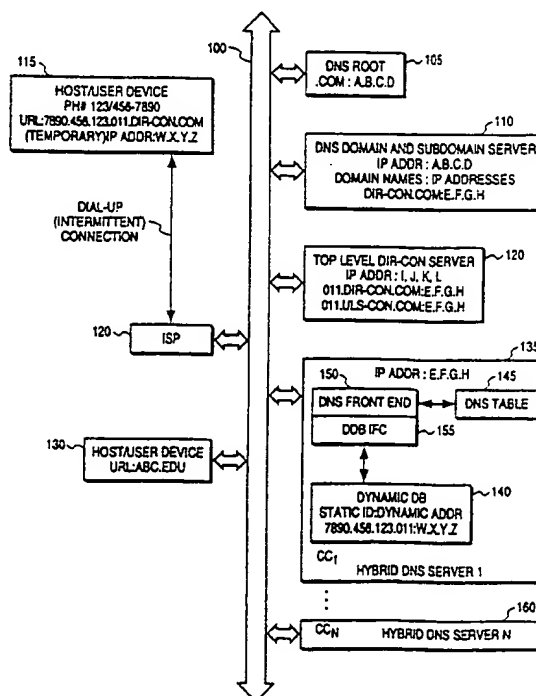 115
HOST/USER DEVICE
PH# 123/456-7890
URL:7890.456.123.011.DIR-CON.COM
(TEMPORARY)IP ADDR:W.X.Y.Z
DIAL-UP
(INTERMITTENT)
CONNECTION
120
ISP
130
HOST/USER DEVICE
URL:ABC.EDU
100
105
DNS ROOT
.COM : A.B.C.D
110
DNS DOMAIN AND SUBDOMAIN SERVER
IP ADDR : A.B.C.D
DOMAIN NAMES : IP ADDRESSES
DIR-CON.COM:E.F.G.H
120
TOP LEVEL DIR-CON SERVER
IP ADDR : I, J, K, L
011.DIR-CON.COM:E.F.G.H
011.ULS-CON.COM:E.F.G.H
135
IP ADDR : E.F.G.H
150
145
DNS FRONT END
DNS TABLE
DDB IFC
155
140
DYNAMIC DB
STATIC ID:DYNAMIC ADDR
7890.456.123.011:W.X.Y.Z
CC1
HYBRID DNS SERVER 1
160
CCN HYBRID DNS SERVER N